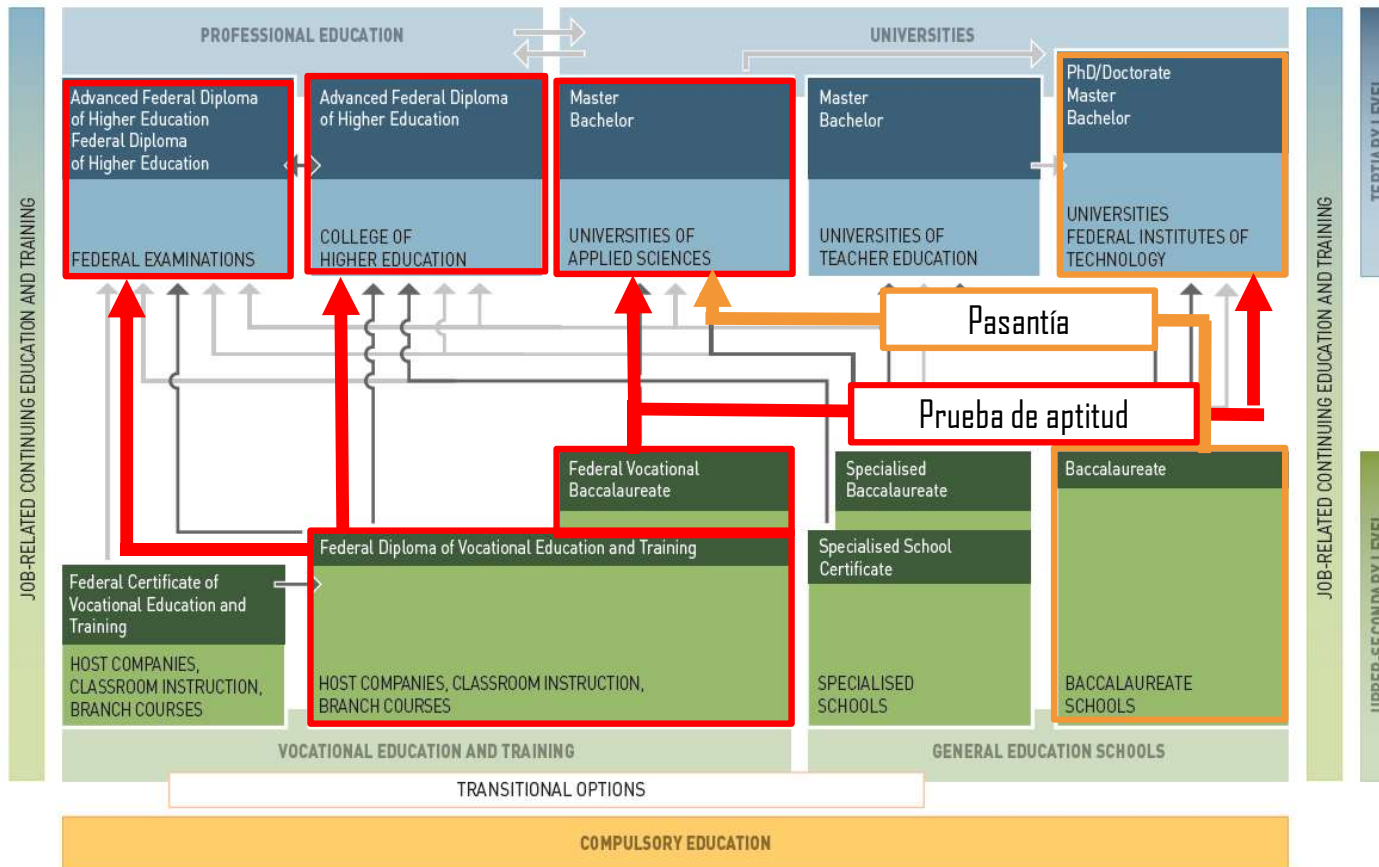 PROFESSIONAL EDUCATION
UNIVERSITIES
Advanced Federal Diploma
of Higher Education
Federal Diploma
of Higher Education
FEDERAL EXAMINATIONS
Advanced Federal Diploma
of Higher Education
COLLEGE OF
HIGHER EDUCATION
Master
Bachelor
UNIVERSITIES OF
APPLIED SCIENCES
Master
Bachelor
UNIVERSITIES OF
TEACHER EDUCATION
PhD/Doctorate
Master
Bachelor
UNIVERSITIES
FEDERAL INSTITUTES OF
TECHNOLOGY
JOB-RELATED CONTINUING EDUCATION AND TRAINING
JOB-RELATED CONTINUING EDUCATION AND TRAINING
TERTIARY LEVEL
Pasantía
Prueba de aptitud
Federal Vocational
Baccalaureate
Specialised
Baccalaureate
Baccalaureate
Federal Diploma of Vocational Education and Training
Specialised School
Certificate
Federal Certificate of
Vocational Education and
Training
HOST COMPANIES,
CLASSROOM INSTRUCTION,
BRANCH COURSES
HOST COMPANIES, CLASSROOM INSTRUCTION,
BRANCH COURSES
SPECIALISED
SCHOOLS
BACCALAUREATE
SCHOOLS
UPPER-SECONDARY LEVEL
VOCATIONAL EDUCATION AND TRAINING
GENERAL EDUCATION SCHOOLS
TRANSITIONAL OPTIONS
COMPULSORY EDUCATION